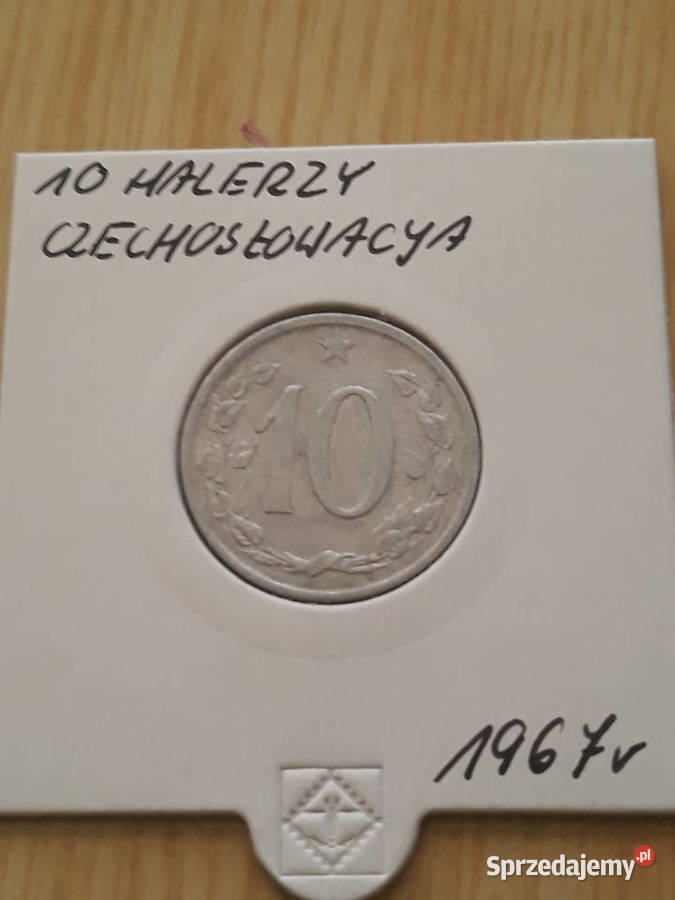 10 HALERZY
CZECHOSŁOWACYA
10
1967r
Sprzedajemy.pl